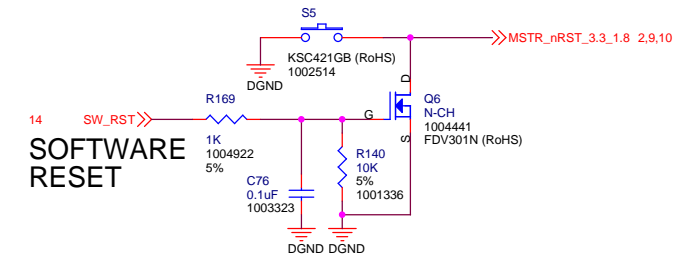 S5
MSTR_nRST_3.3_1.8 2,9,10
KSC421GB (RoHS)
1002514
DGND
D
G
S
Q6
N-CH
1004441
FDV301N (RoHS)
14 SW_RST
R169
1K
1004922
5%
SOFTWARE
RESET
C76
0.1uF
1003323
R140
10K
5%
1001336
DGND DGND